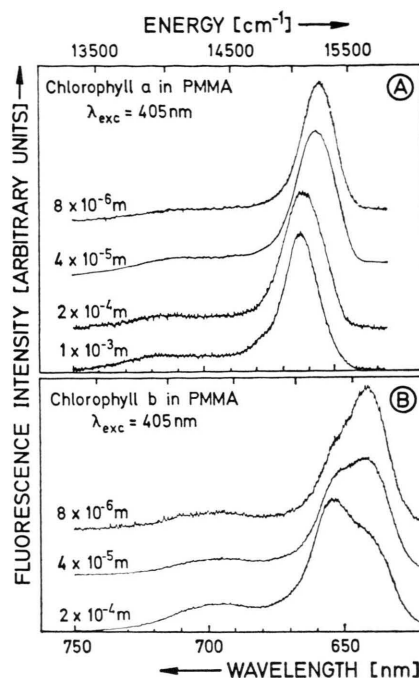 ENERGY [cm⁻¹]
13500 14500 15500
Chlorophyll a in PMMA
λexc = 405nm
A
8 x 10⁻⁶m
4 x 10⁻⁵m
2 x 10⁻⁴m
1 x 10⁻³m
FLUORESCENCE INTENSITY [ARBITRARY UNITS]
Chlorophyll b in PMMA
λexc = 405nm
B
8 x 10⁻⁶m
4 x 10⁻⁵m
2 x 10⁻⁴m
750 700 650
WAVELENGTH [nm]